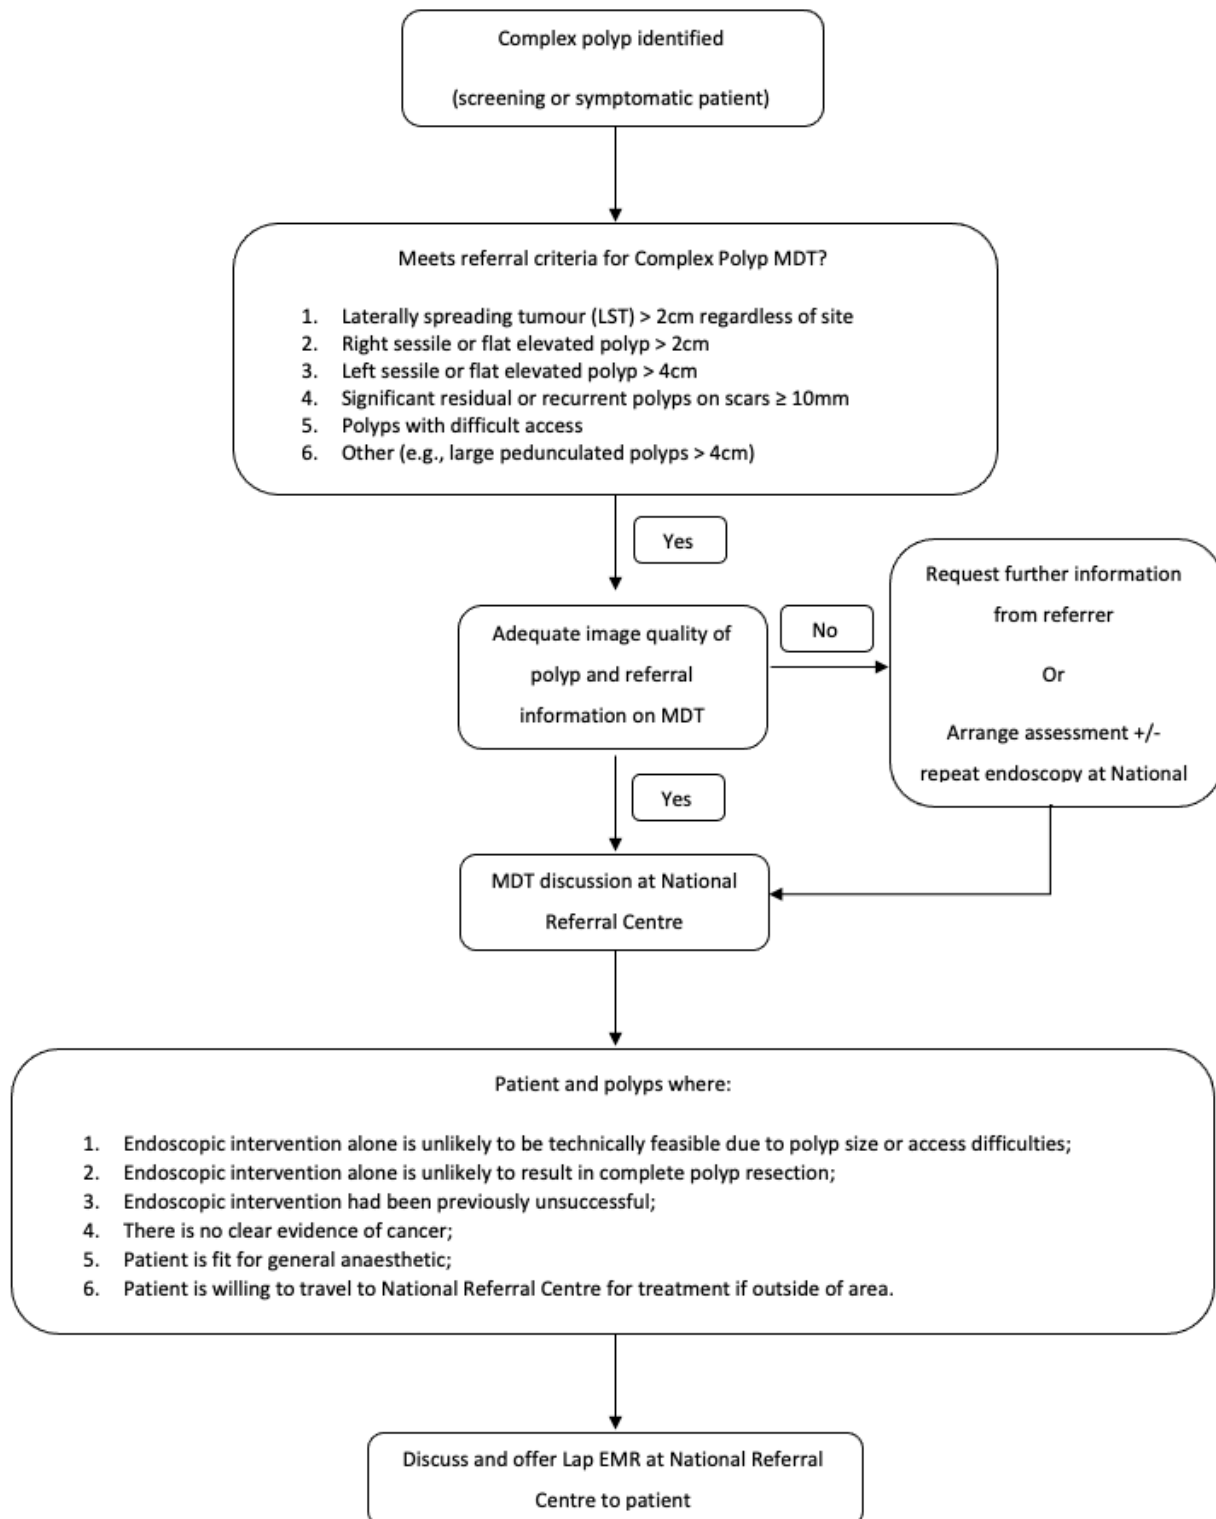 Complex polyp identified
(screening or symptomatic patient)
Meets referral criteria for Complex Polyp MDT?
1. Laterally spreading tumour (LST) > 2cm regardless of site
2. Right sessile or flat elevated polyp > 2cm
3. Left sessile or flat elevated polyp > 4cm
4. Significant residual or recurrent polyps on scars ≥ 10mm
5. Polyps with difficult access
6. Other (e.g., large pedunculated polyps > 4cm)
Yes
Adequate image quality of
polyp and referral
information on MDT
No
Request further information
from referrer
Or
Arrange assessment +/-
repeat endoscopy at National
Yes
MDT discussion at National
Referral Centre
Patient and polyps where:
1. Endoscopic intervention alone is unlikely to be technically feasible due to polyp size or access difficulties;
2. Endoscopic intervention alone is unlikely to result in complete polyp resection;
3. Endoscopic intervention had been previously unsuccessful;
4. There is no clear evidence of cancer;
5. Patient is fit for general anaesthetic;
6. Patient is willing to travel to National Referral Centre for treatment if outside of area.
Discuss and offer Lap EMR at National Referral
Centre to patient